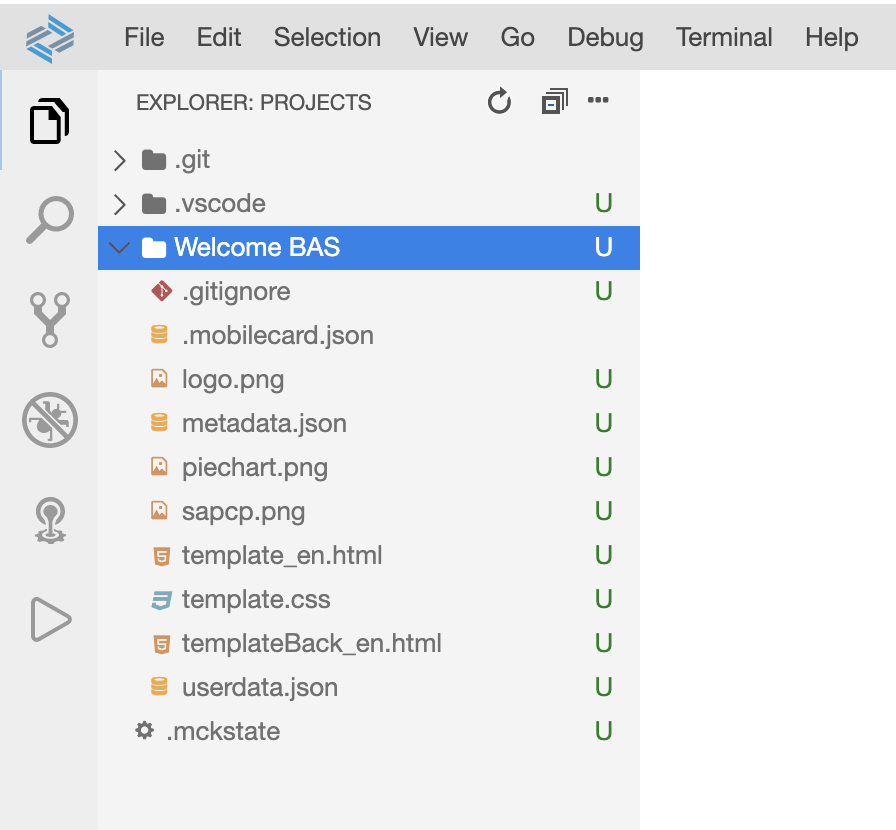 File Edit Selection View Go Debug Terminal Help
EXPLORER: PROJECTS
.git
.vscode U
Welcome BAS U
.gitignore U
.mobilecard.json
logo.png U
metadata.json U
piechart.png U
sapcp.png U
template_en.html U
template.css U
templateBack_en.html U
userdata.json U
.mckstate U